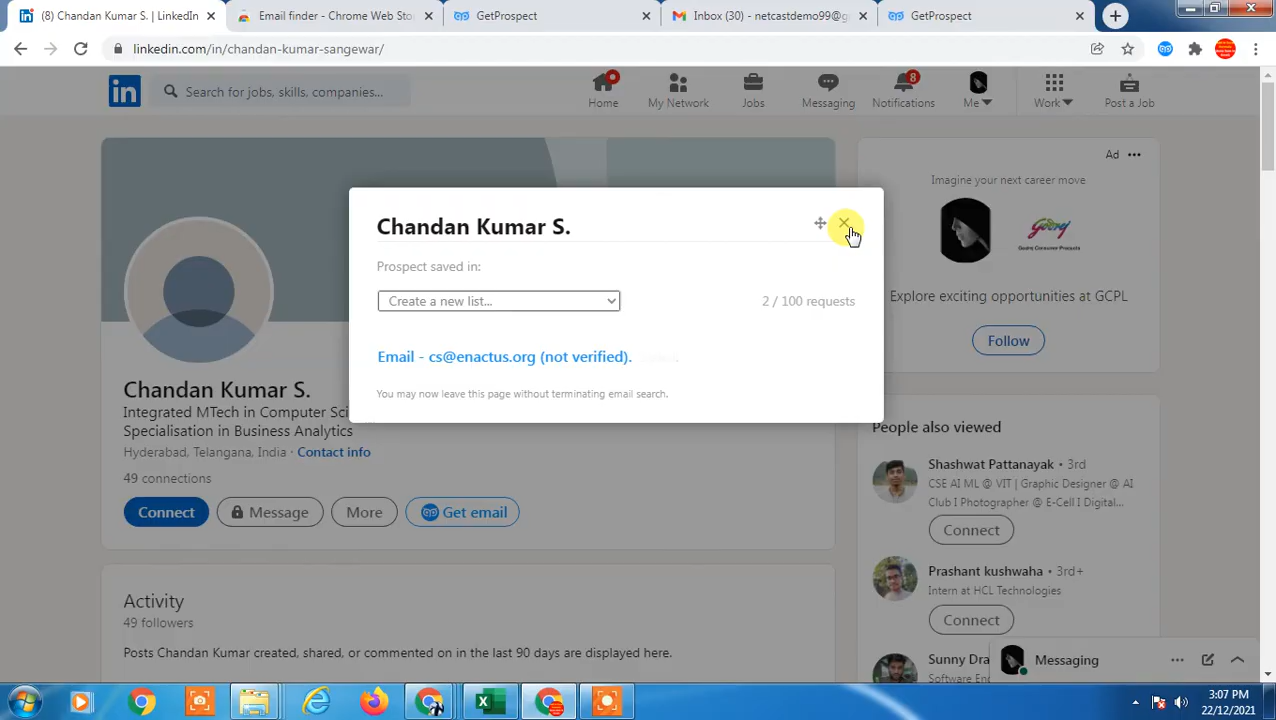 (8) Chandan Kumar S. | LinkedIn
Email finder - Chrome Web Sto
GetProspect
Inbox (30) - netcastdemo99@g
GetProspect
linkedin.com/in/chandan-kumar-sangewar/
in
Search for jobs, skills, companies...
Home
My Network
Jobs
Messaging
8
Notifications
Me
Work
Post a Job
Ad
Imagine your next career move
Explore exciting opportunities at GCPL
Follow
Chandan Kumar S.
Prospect saved in:
Create a new list...
2 / 100 requests
Email - cs@enactus.org (not verified).
You may now leave this page without terminating email search.
Chandan Kumar S.
Integrated MTech in Computer Sci
Specialisation in Business Analytics
Hyderabad, Telangana, India · Contact info
49 connections
Connect
Message
More
Get email
Activity
49 followers
Posts Chandan Kumar created, shared, or commented on in the last 90 days are displayed here.
People also viewed
Shashwat Pattanayak • 3rd
CSE AI ML @ VIT | Graphic Designer @ AI
Club I Photographer @ E-Cell I Digital...
Connect
Prashant kushwaha • 3rd+
Intern at HCL Technologies
Connect
Sunny Dra
Software En
Messaging
3:07 PM
22/12/2021